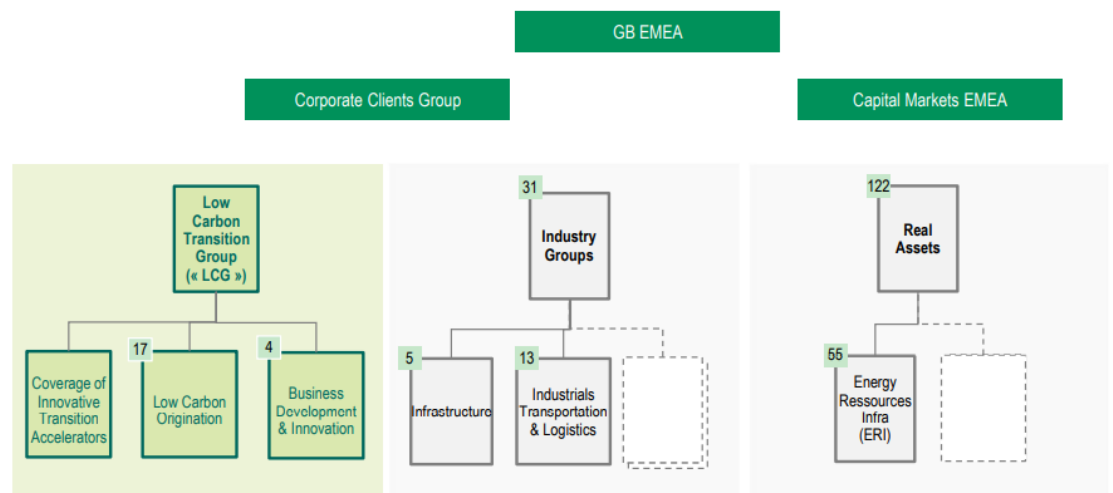 GB EMEA
Corporate Clients Group
Capital Markets EMEA
Low
Carbon
Transition
Group
(« LCG »)
17
4
Coverage of
Innovative
Transition
Accelerators
Low Carbon
Origination
Business
Development
& Innovation
31
Industry
Groups
5
13
Infrastructure
Industrials
Transportation
& Logistics
122
Real
Assets
55
Energy
Ressources
Infra
(ERI)